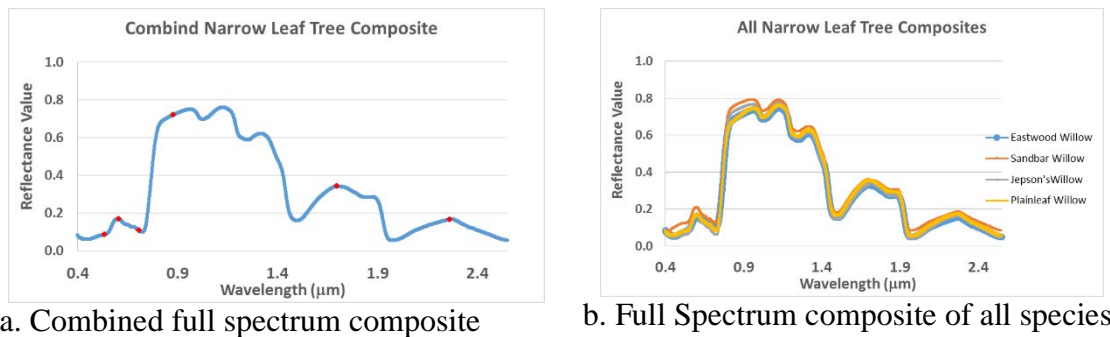 Combind Narrow Leaf Tree Composite
Reflectance Value
1.0
0.8
0.6
0.4
0.2
0.0
0.4 0.9 1.4 1.9 2.4
Wavelength (μm)
a. Combined full spectrum composite
All Narrow Leaf Tree Composites
Reflectance Value
1.0
0.8
0.6
0.4
0.2
0.0
0.4 0.9 1.4 1.9 2.4
Wavelength (μm)
Eastwood Willow
Sandbar Willow
Jepson'sWillow
Plainleaf Willow
b. Full Spectrum composite of all species